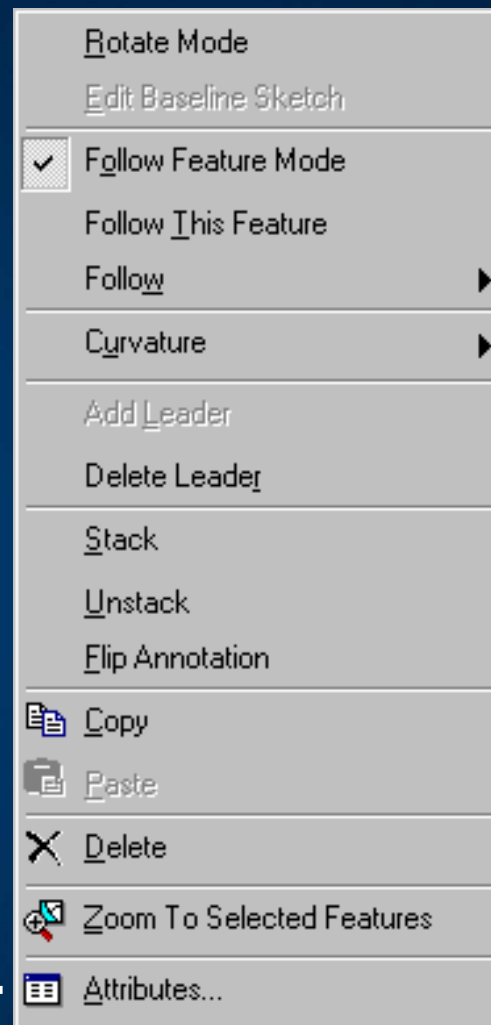 Rotate Mode
Edit Baseline Sketch
Follow Feature Mode
Follow This Feature
Follow
Curvature
Add Leader
Delete Leader
Stack
Unstack
Flip Annotation
Copy
Paste
Delete
Zoom To Selected Features
Attributes...